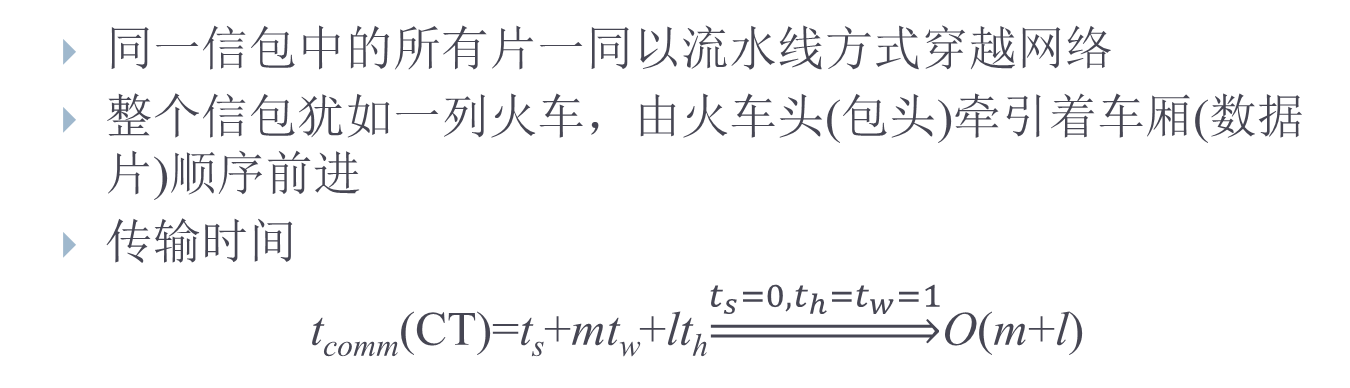 同一信包中的所有片一同以流水线方式穿越网络
整个信包犹如一列火车，由火车头(包头)牵引着车厢(数据
片)顺序前进
传输时间
t_s=0,t_h=t_w=1
t_comm(CT)=t_s+mt_w+lt_h⟹O(m+l)